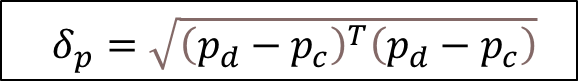 δ_p = √((p_d − p_c)^T (p_d − p_c))